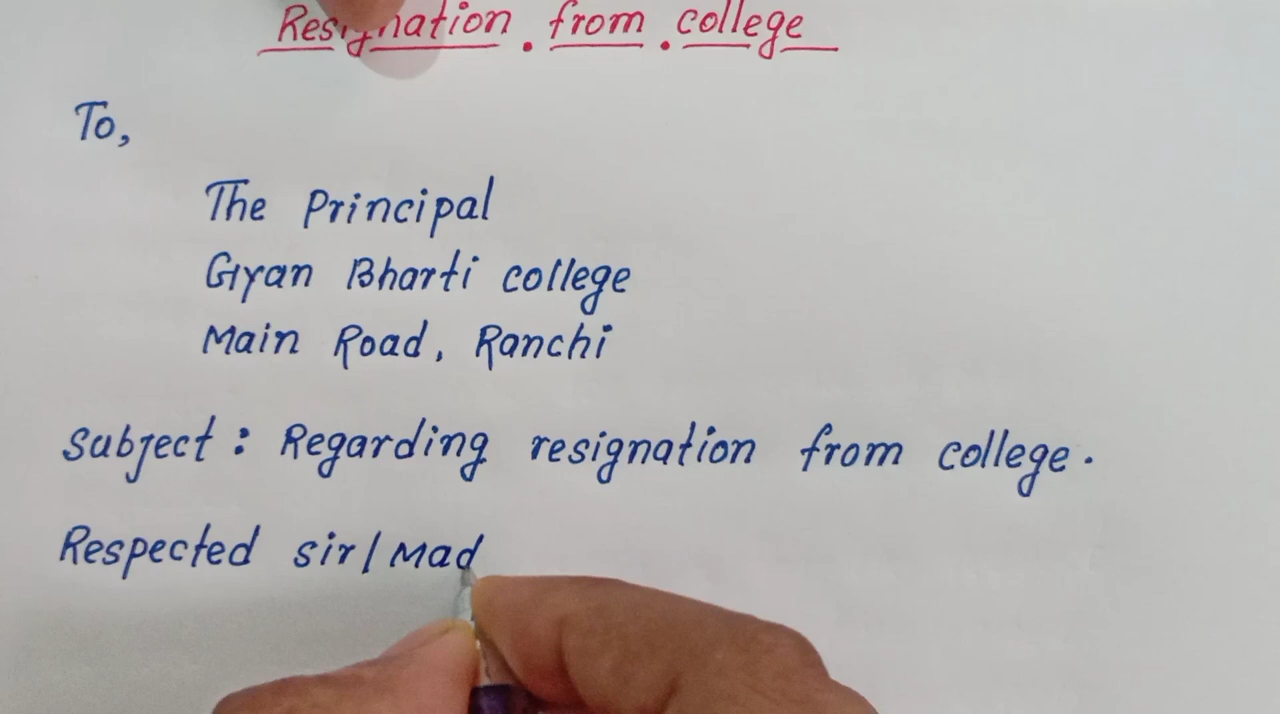 Resignation from college
To,
The Principal
Gyan Bharti college
Main Road, Ranchi
Subject : Regarding resignation from college.
Respected sir/Mad